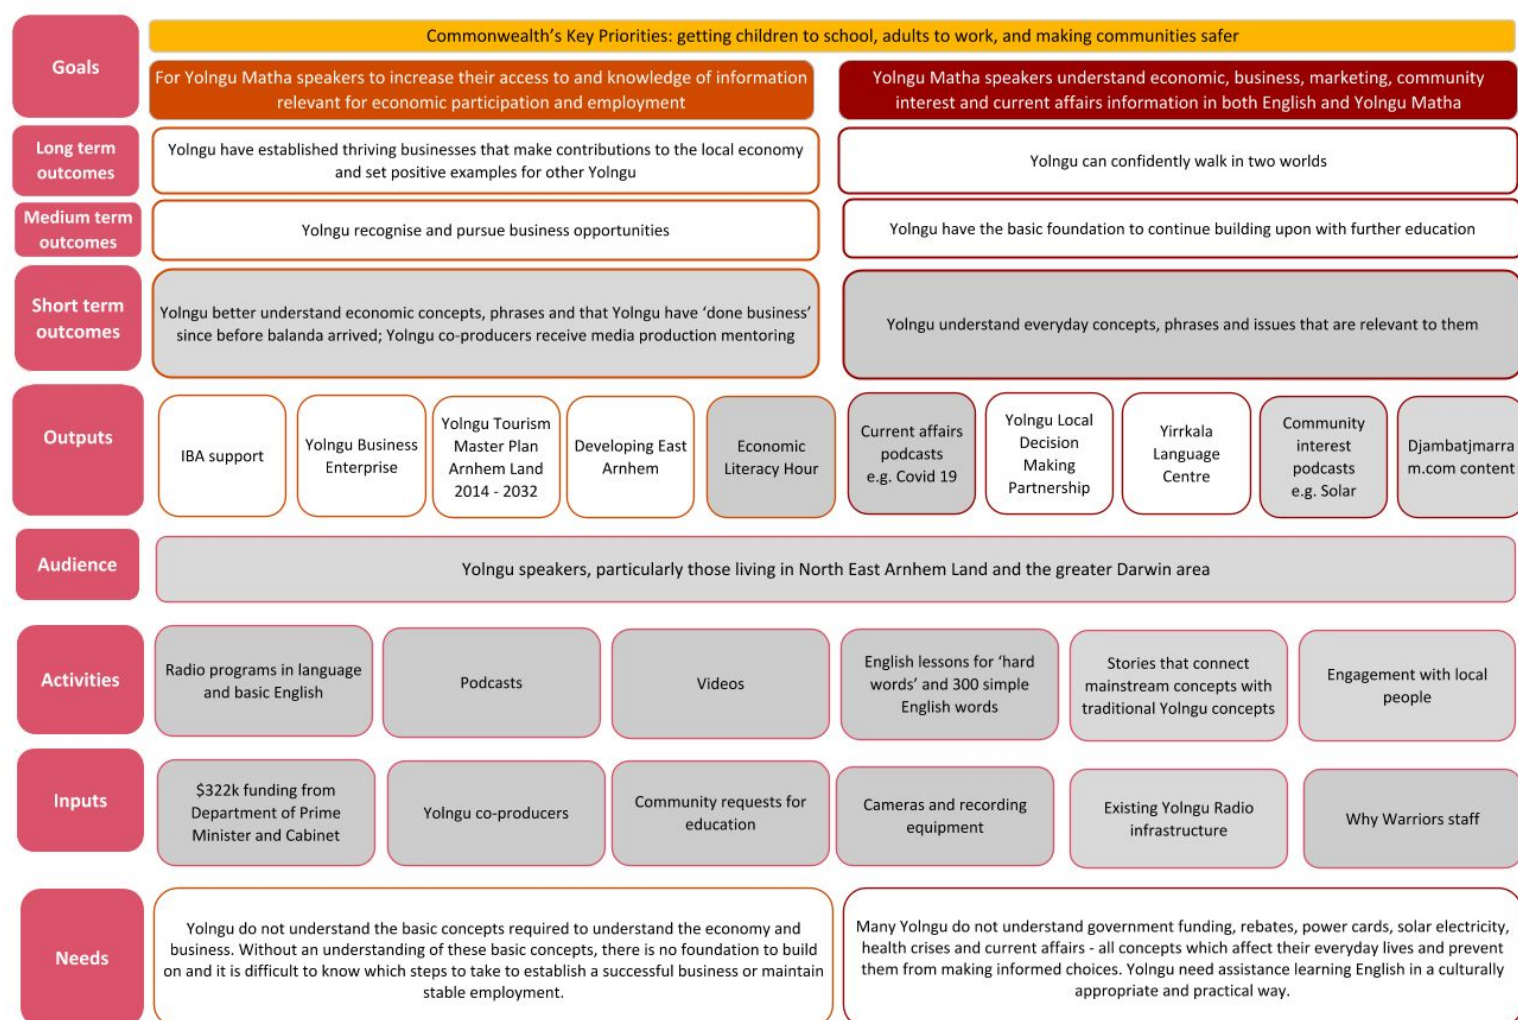 Goals
Commonwealth's Key Priorities: getting children to school, adults to work, and making communities safer
For Yolngu Matha speakers to increase their access to and knowledge of information
relevant for economic participation and employment
Yolngu Matha speakers understand economic, business, marketing, community
interest and current affairs information in both English and Yolngu Matha
Long term
outcomes
Yolngu have established thriving businesses that make contributions to the local economy
and set positive examples for other Yolngu
Yolngu can confidently walk in two worlds
Medium term
outcomes
Yolngu recognise and pursue business opportunities
Yolngu have the basic foundation to continue building upon with further education
Short term
outcomes
Yolngu better understand economic concepts, phrases and that Yolngu have ‘done business’
since before balanda arrived; Yolngu co-producers receive media production mentoring
Yolngu understand everyday concepts, phrases and issues that are relevant to them
Outputs
IBA support
Yolngu Business
Enterprise
Yolngu Tourism
Master Plan
Arnhem Land
2014 - 2032
Developing East
Arnhem
Economic
Literacy Hour
Current affairs
podcasts
e.g. Covid 19
Yolngu Local
Decision
Making
Partnership
Yirrkala
Language
Centre
Community
interest
podcasts
e.g. Solar
Djambatjmarra
m.com content
Audience
Yolngu speakers, particularly those living in North East Arnhem Land and the greater Darwin area
Activities
Radio programs in language
and basic English
Podcasts
Videos
English lessons for ‘hard
words’ and 300 simple
English words
Stories that connect
mainstream concepts with
traditional Yolngu concepts
Engagement with local
people
Inputs
$322k funding from
Department of Prime
Minister and Cabinet
Yolngu co-producers
Community requests for
education
Cameras and recording
equipment
Existing Yolngu Radio
infrastructure
Why Warriors staff
Needs
Yolngu do not understand the basic concepts required to understand the economy and
business. Without an understanding of these basic concepts, there is no foundation to build
on and it is difficult to know which steps to take to establish a successful business or maintain
stable employment.
Many Yolngu do not understand government funding, rebates, power cards, solar electricity,
health crises and current affairs - all concepts which affect their everyday lives and prevent
them from making informed choices. Yolngu need assistance learning English in a culturally
appropriate and practical way.